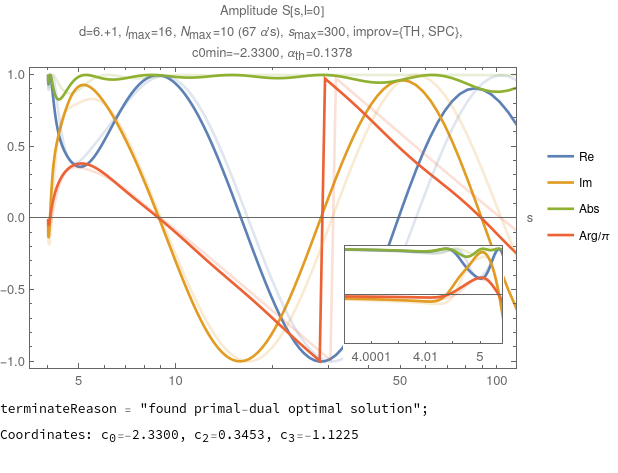 Amplitude S[s,l=0]
d=6.+1, lmax=16, Nmax=10 (67 α's), smax=300, improv={TH, SPC},
c0min=-2.3300, αth=0.1378
1.0
0.5
0.0
-0.5
-1.0
5
10
50
100
s
4.0001
4.01
5
Re
Im
Abs
Arg/π
terminateReason = "found primal-dual optimal solution";
Coordinates: c0=-2.3300, c2=0.3453, c3=-1.1225